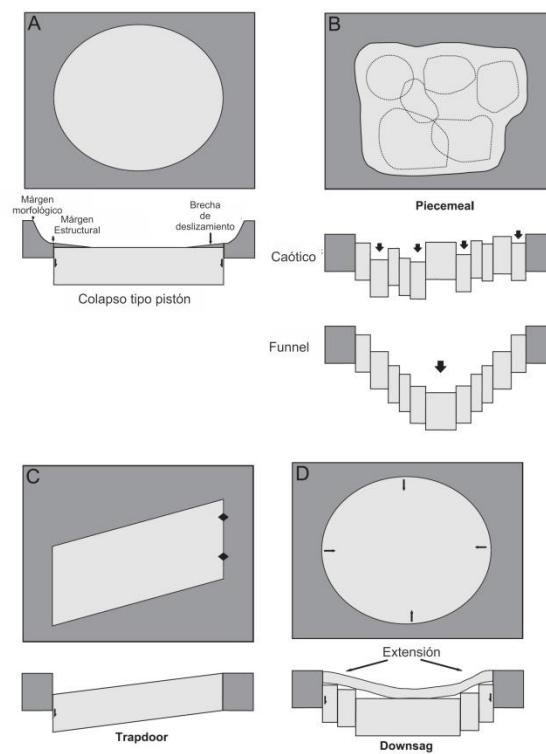 A
Márgen
morfológico
Márgen
Estructural
Brecha
de
deslizamiento
Colapso tipo pistón
B
Piecemeal
Caótico
Funnel
C
Trapdoor
D
Extensión
Downsag